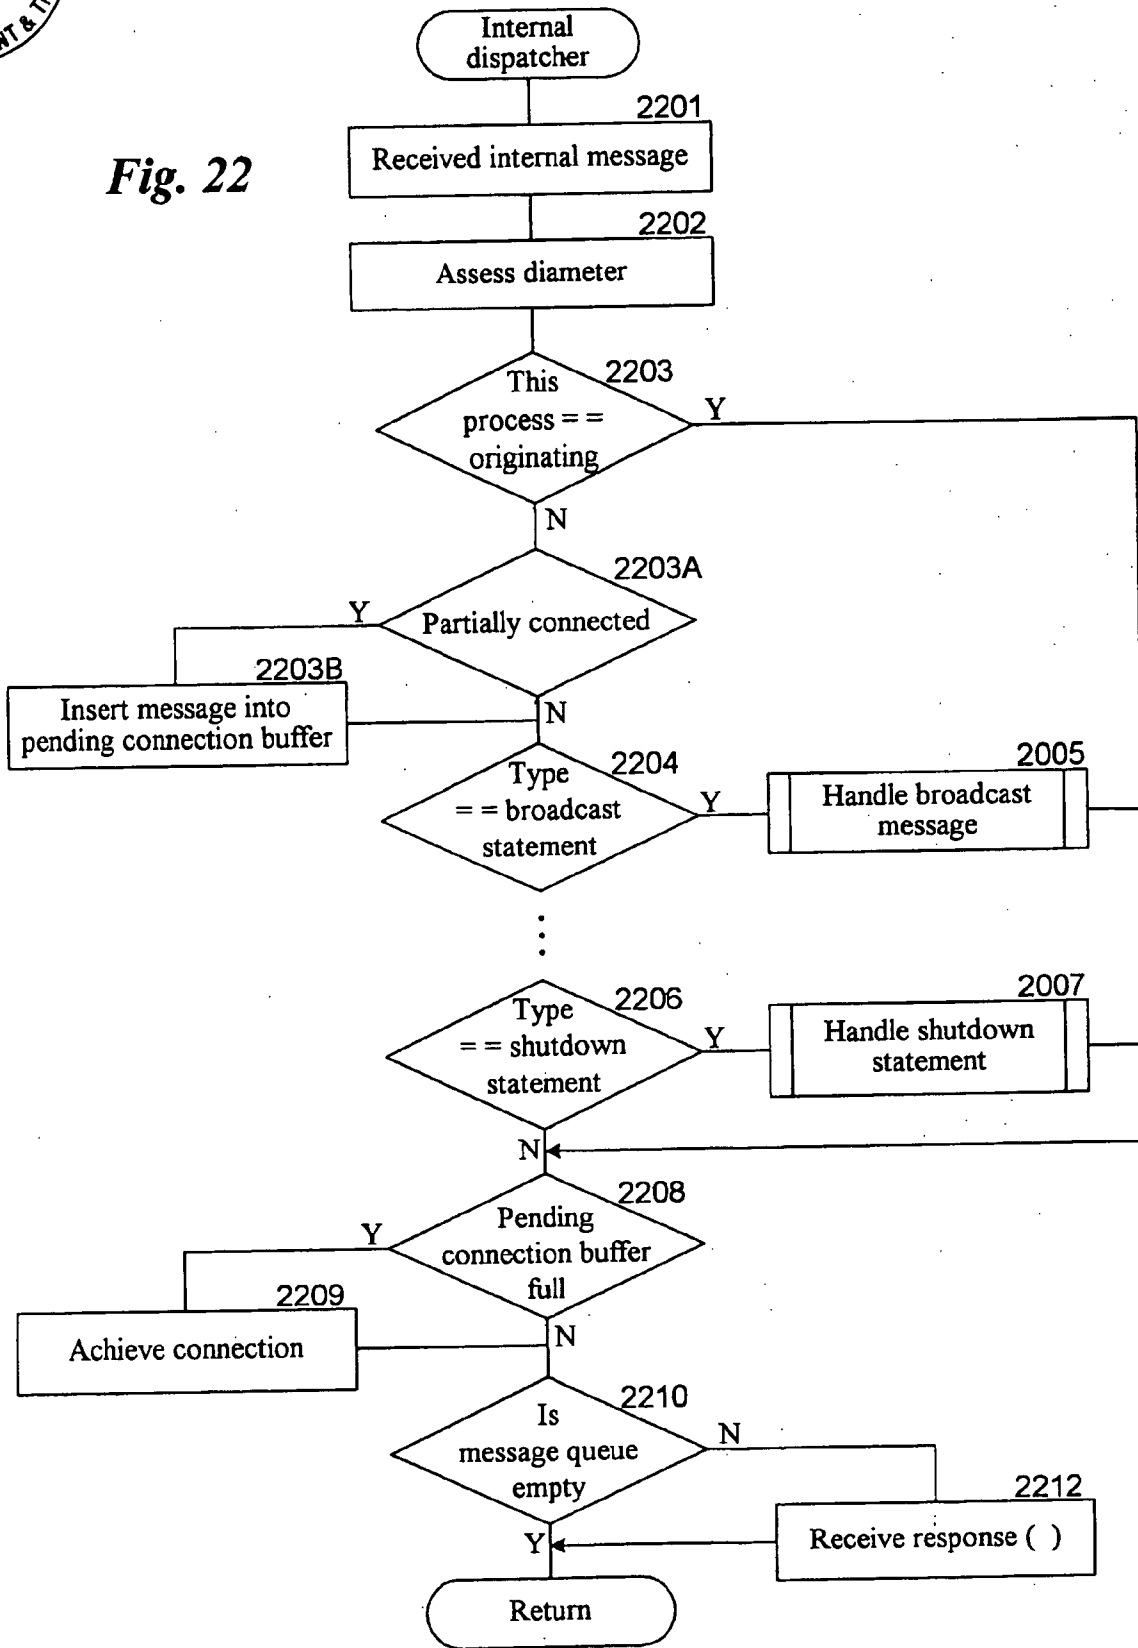 NT & T
Internal
dispatcher
2201
Received internal message
Fig. 22
2202
Assess diameter
2203
This
process = =
originating
Y
N
2203A
Partially connected
Y
2203B
Insert message into
pending connection buffer
N
2204
Type
= = broadcast
statement
Y
2005
Handle broadcast
message
2206
Type
= = shutdown
statement
Y
2007
Handle shutdown
statement
N
2208
Pending
connection buffer
full
Y
2209
Achieve connection
N
2210
Is
message queue
empty
N
2212
Receive response ( )
Y
Return